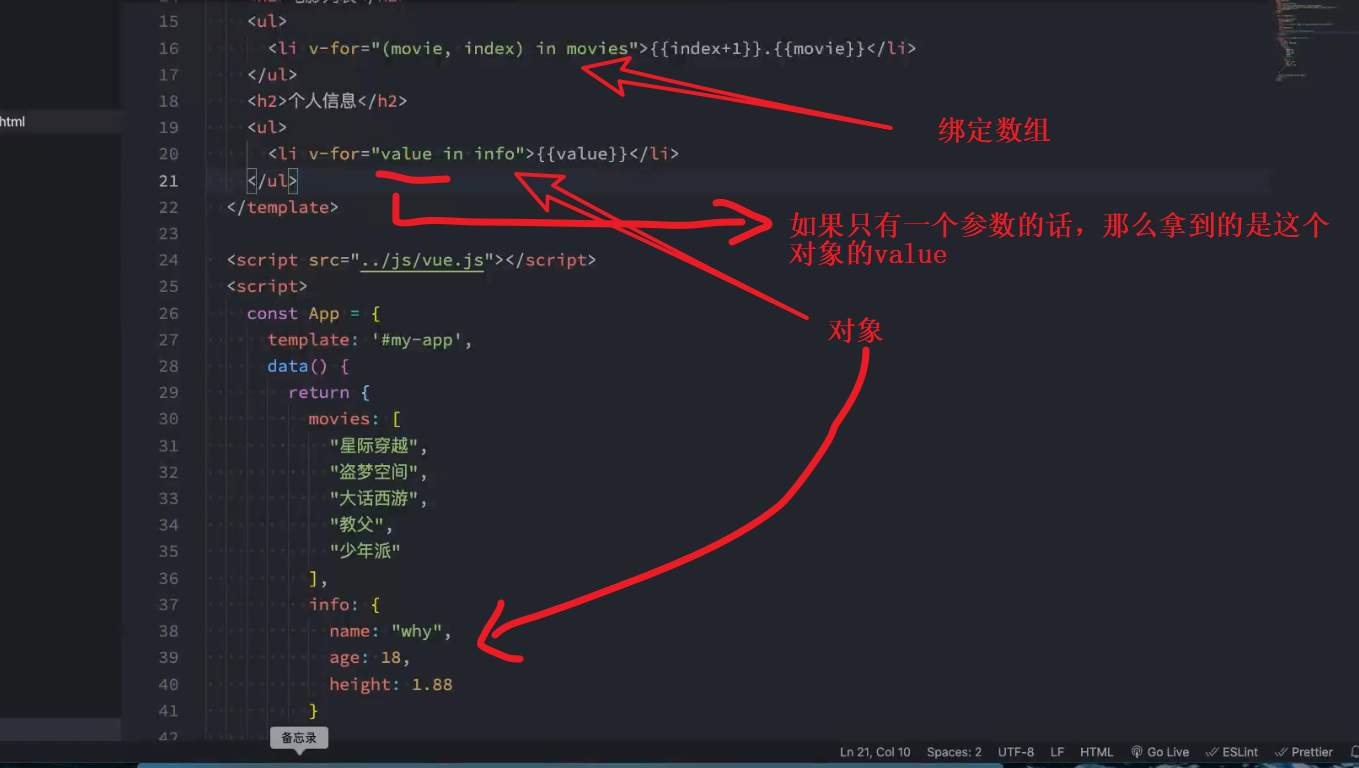 15 <ul>
16 <li v-for="(movie, index) in movies">{{index+1}}.{{movie}}</li>
17 </ul>
18 <h2>个人信息</h2>
html
绑定数组
19 <ul>
20 <li v-for="value in info">{{value}}</li>
21 </ul>
22 </template>
如果只有一个参数的话，那么拿到的是这个
对象的value
23
24 <script src="../js/vue.js"></script>
25 <script>
26 const App = {
对象
27 template: '#my-app',
28 data() {
29 return {
30 movies: [
31 "星际穿越",
32 "盗梦空间",
33 "大话西游",
34 "教父",
35 "少年派"
36 ],
37 info: {
38 name: "why",
39 age: 18,
40 height: 1.88
41 }
42
备忘录
Ln 21, Col 10 Spaces: 2 UTF-8 LF HTML Go Live ESLint Prettier